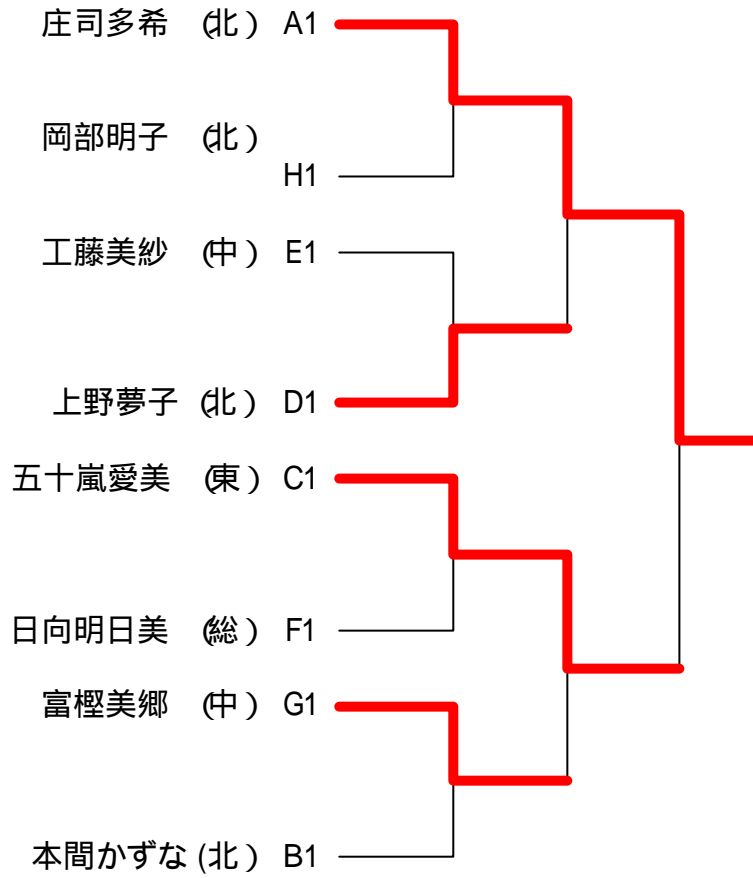 庄司多希　(北) A1
岡部明子　(北)
H1
工藤美紗　(中) E1
上野夢子 (北) D1
五十嵐愛美　(東) C1
日向明日美　(総) F1
富樫美郷　(中) G1
本間かずな (北) B1